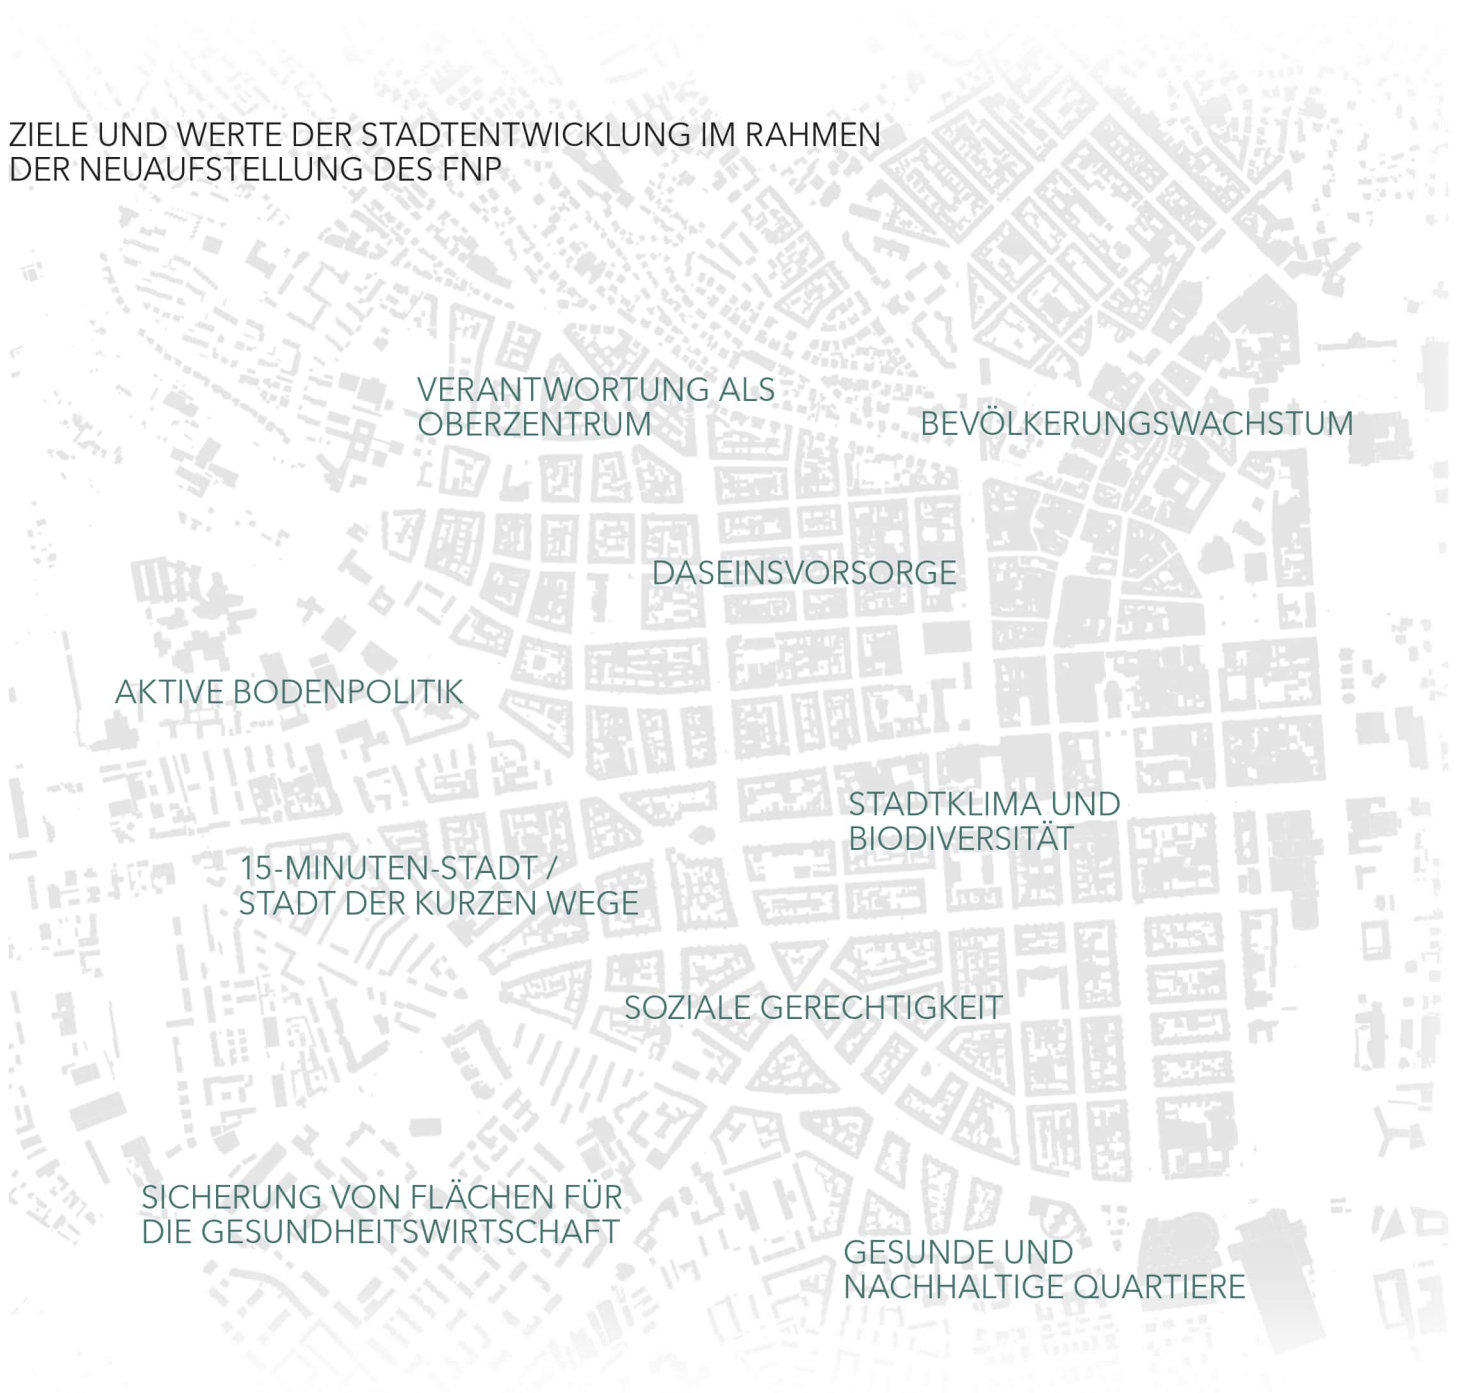 ZIELE UND WERTE DER STADTENTWICKLUNG IM RAHMEN
DER NEUAUFSTELLUNG DES FNP
VERANTWORTUNG ALS
OBERZENTRUM
BEVÖLKERUNGSWACHSTUM
DASEINSVORSORGE
AKTIVE BODENPOLITIK
STADTKLIMA UND
BIODIVERSITÄT
15-MINUTEN-STADT /
STADT DER KURZEN WEGE
SOZIALE GERECHTIGKEIT
SICHERUNG VON FLÄCHEN FÜR
DIE GESUNDHEITSWIRTSCHAFT
GESUNDE UND
NACHHALTIGE QUARTIERE